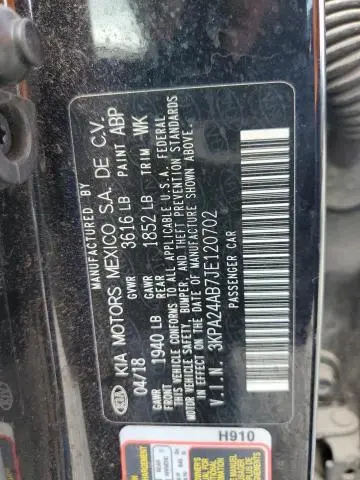 MANUFACTURED BY
KIA KIA MOTORS MEXICO S.A. DE C.V.
04/18 GVWR 3616 LB PAINT ABP
GAWR FRONT 1940 LB GAWR REAR 1852 LB TRIM WK
THIS VEHICLE CONFORMS TO ALL APPLICABLE U.S.A. FEDERAL
MOTOR VEHICLE SAFETY, BUMPER, AND THEFT PREVENTION STANDARDS
IN EFFECT ON THE DATE OF MANUFACTURE SHOWN ABOVE.
V.I.N. 3KPA24AB7JE120702
PASSENGER CAR
H910